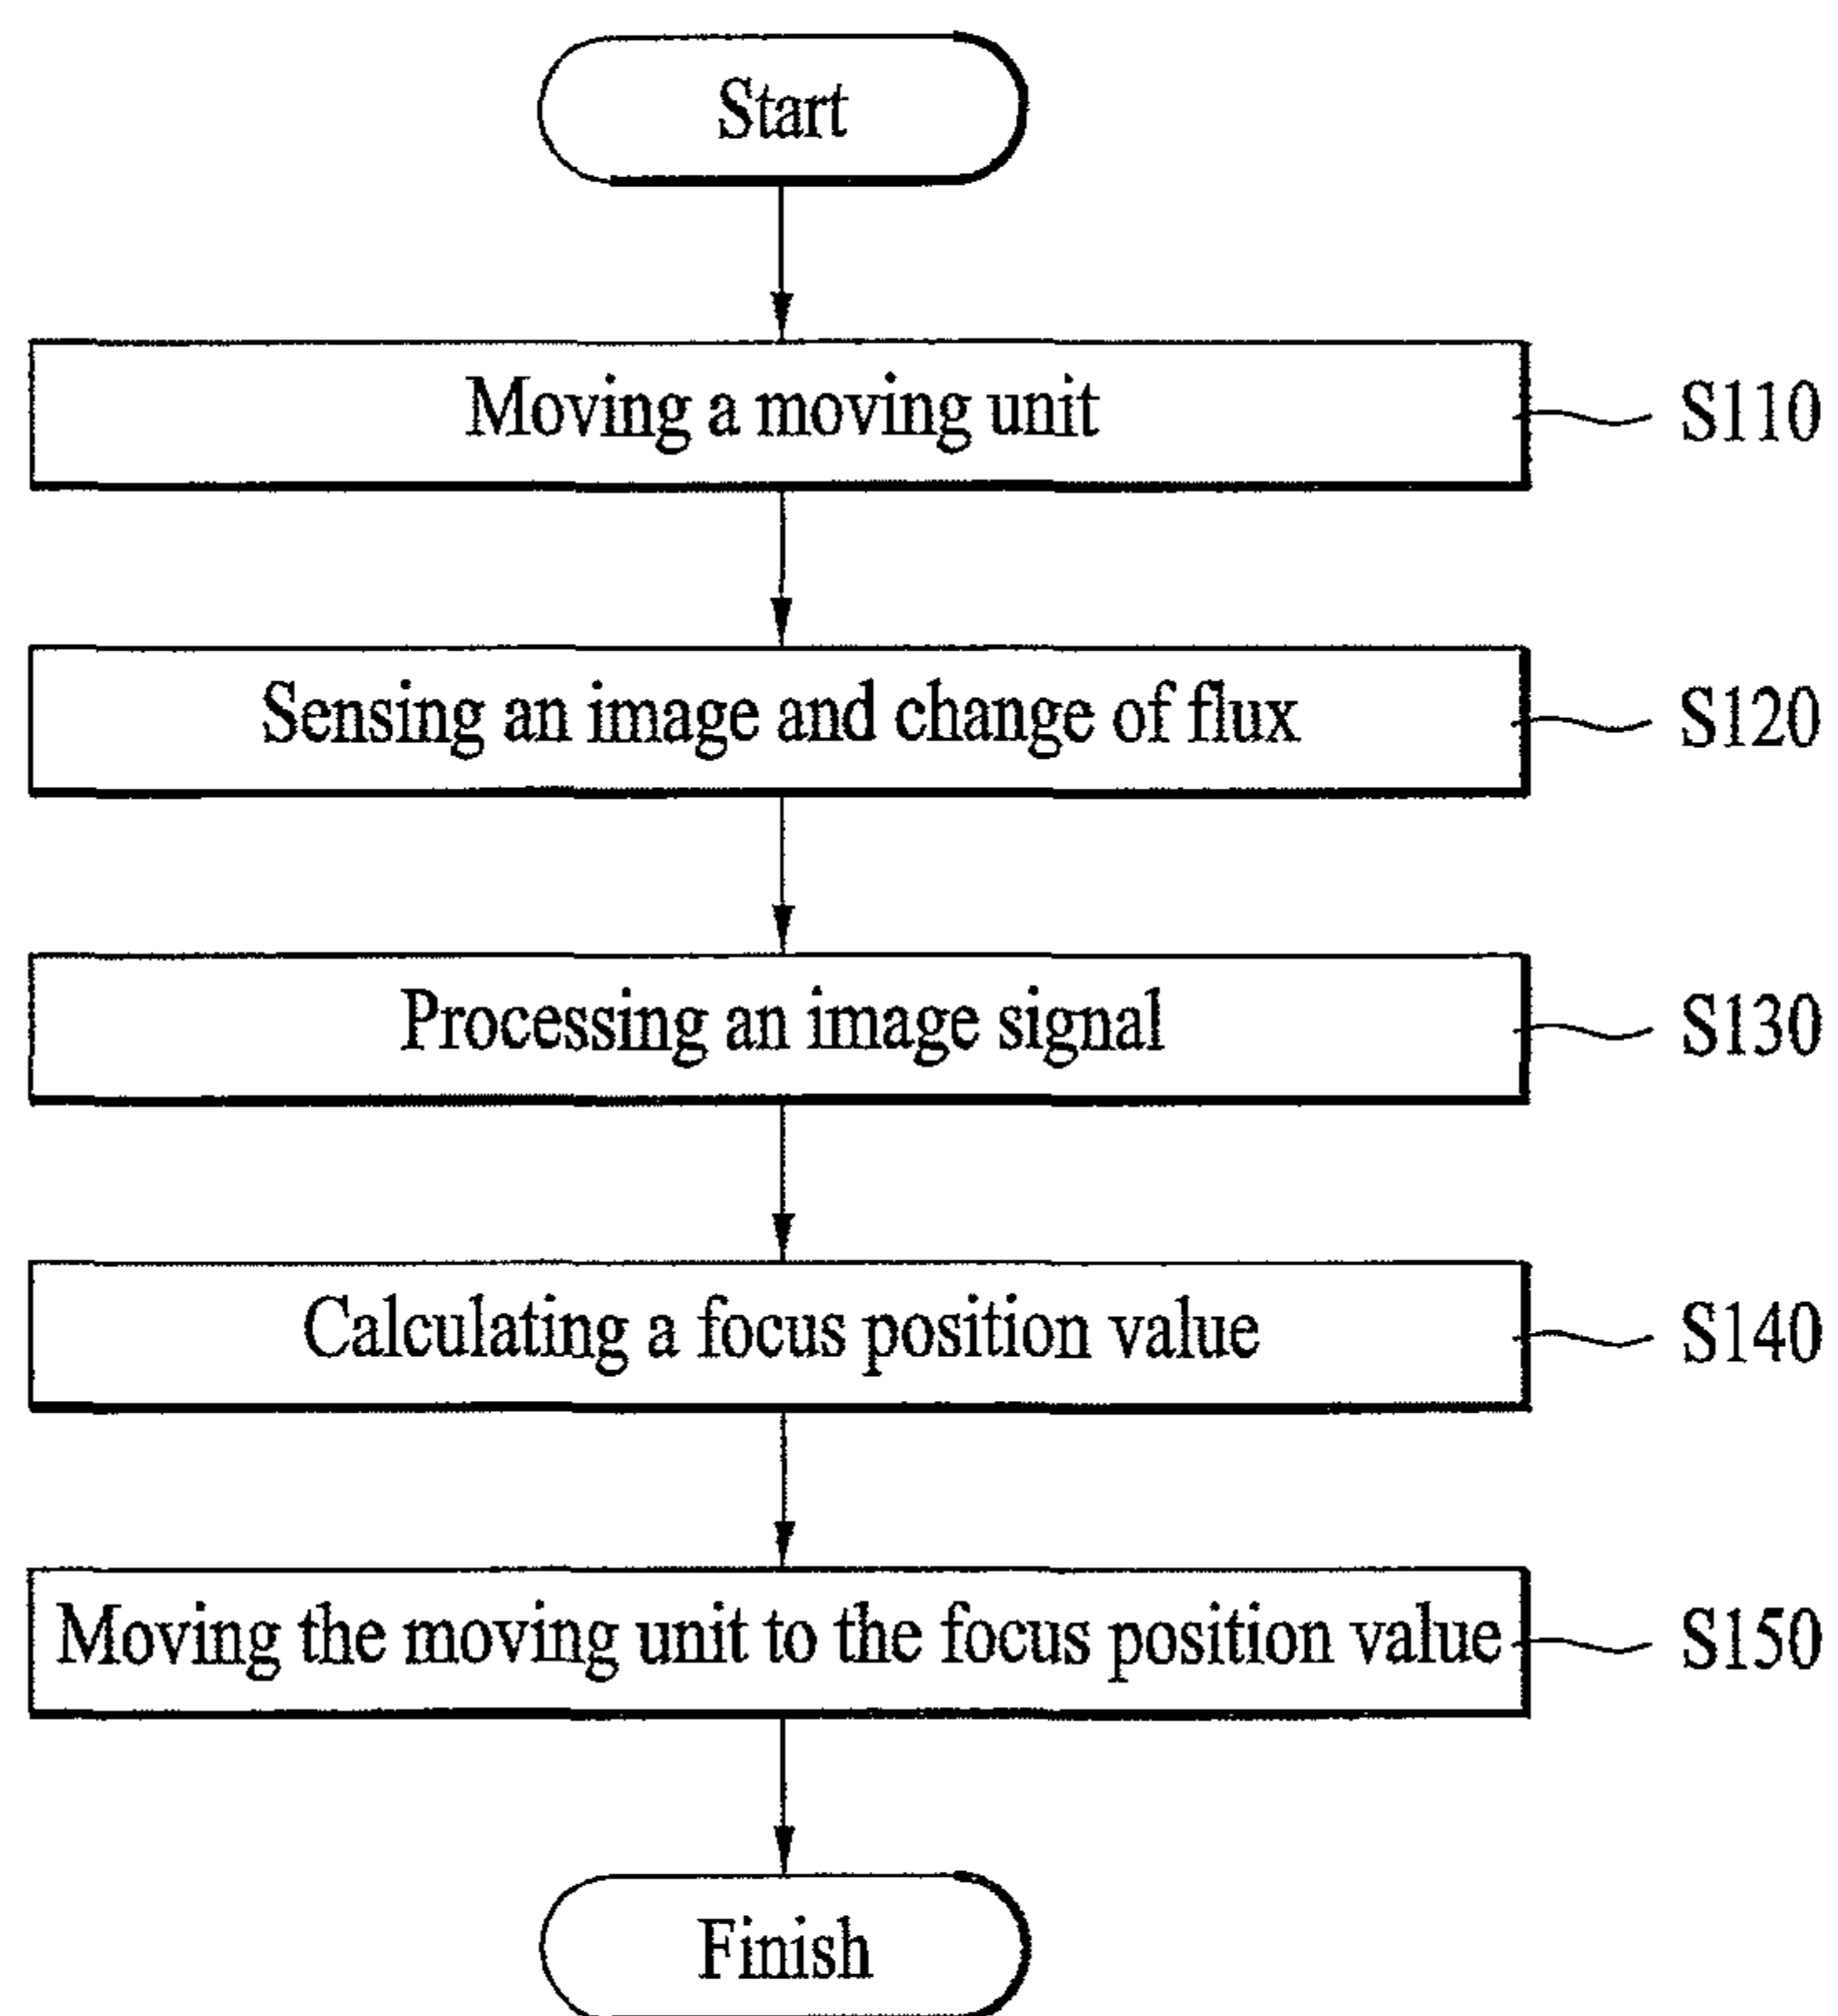 Start
Moving a moving unit
S110
Sensing an image and change of flux
S120
Processing an image signal
S130
Calculating a focus position value
S140
Moving the moving unit to the focus position value
S150
Finish